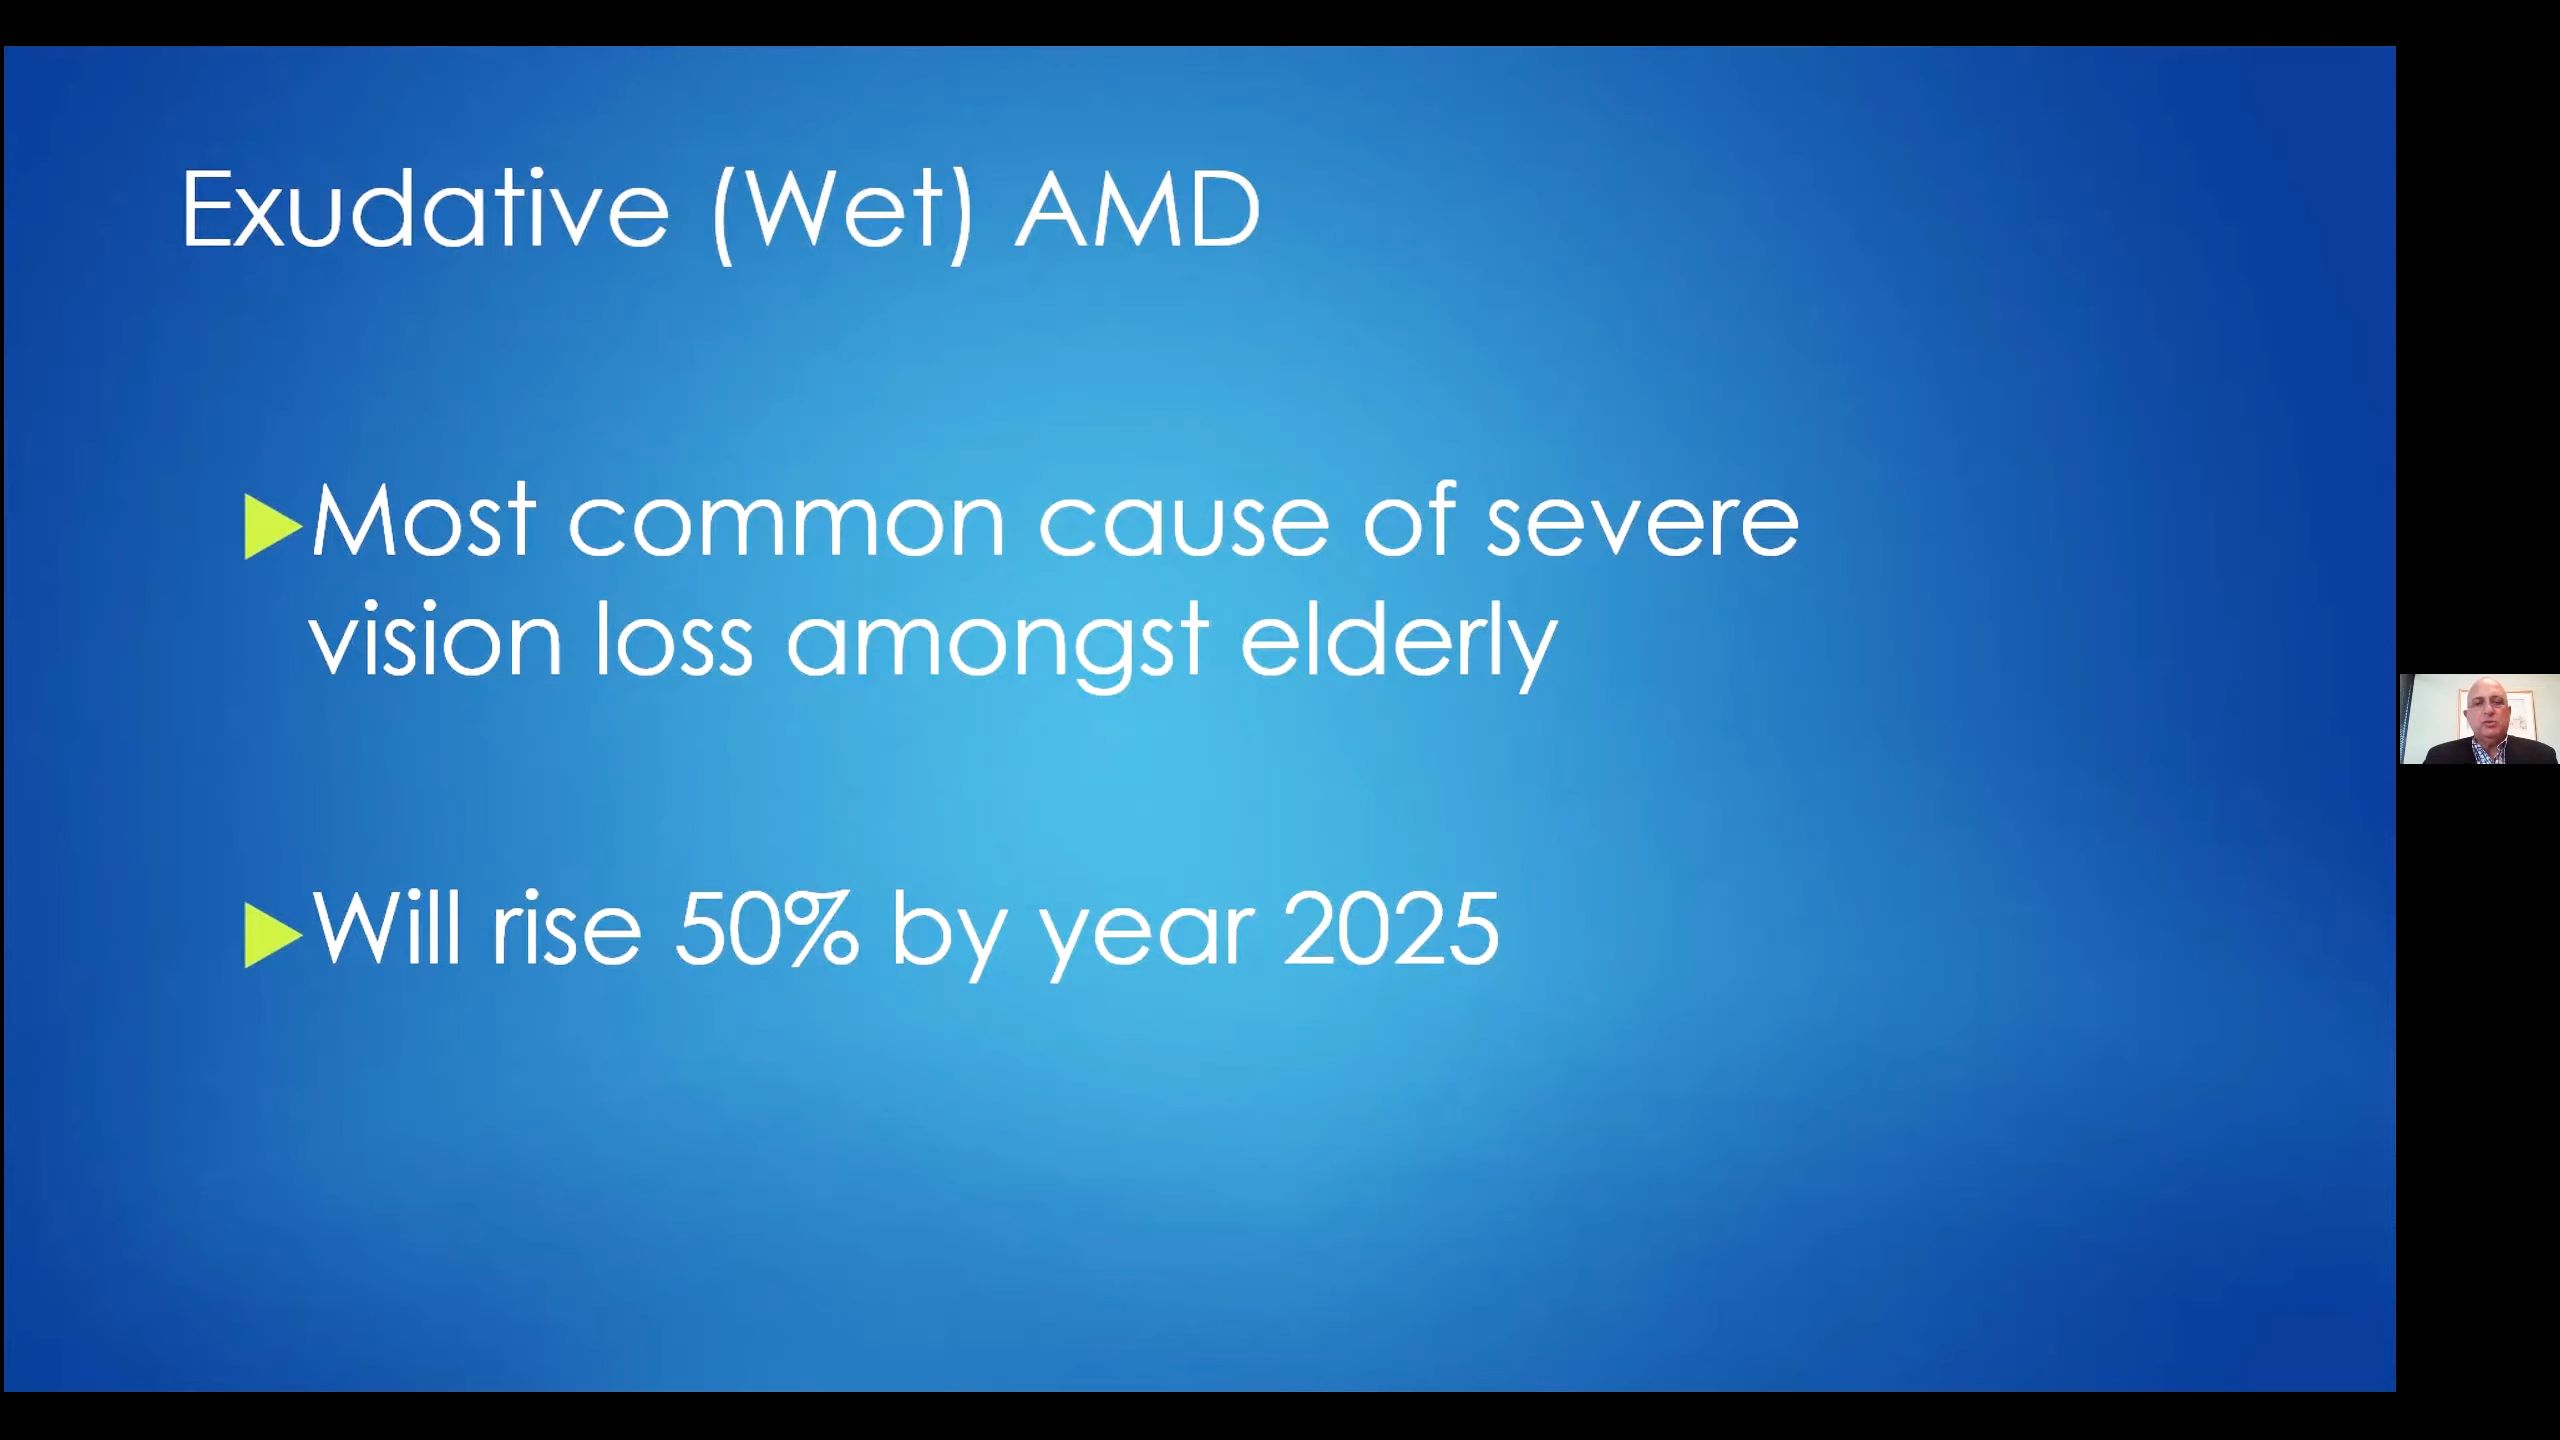 Exudative (Wet) AMD
Most common cause of severe
vision loss amongst elderly
Will rise 50% by year 2025